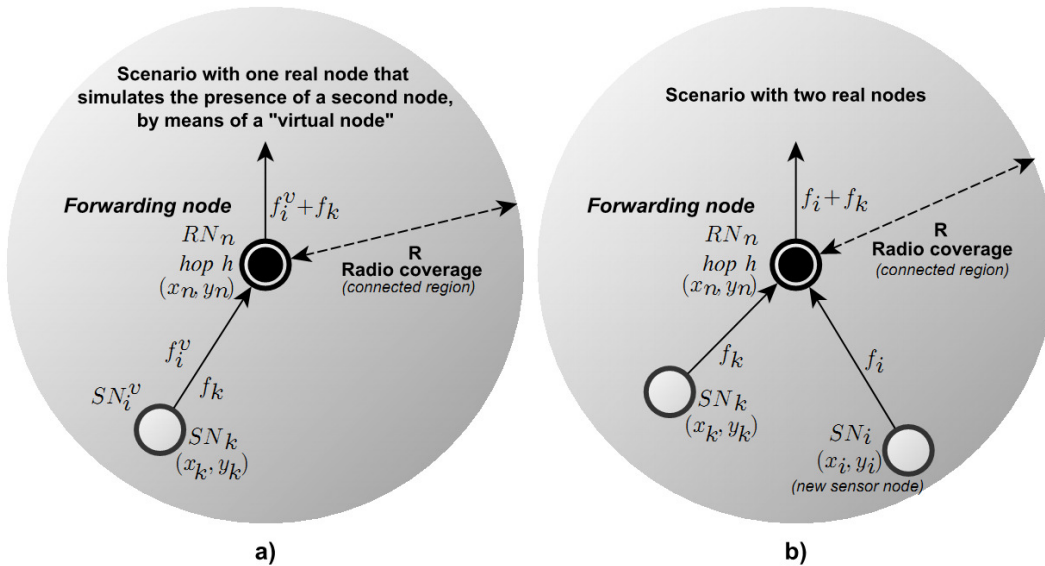 Scenario with one real node that
simulates the presence of a second node,
by means of a "virtual node"
Forwarding node
f_i^v+f_k
RN_n
hop h
(x_n, y_n)
R
Radio coverage
(connected region)
f_i^v
f_k
SN_i^v
SN_k
(x_k, y_k)
a)
Scenario with two real nodes
Forwarding node
f_i+f_k
RN_n
hop h
(x_n, y_n)
R
Radio coverage
(connected region)
f_k
f_i
SN_k
(x_k, y_k)
SN_i
(x_i, y_i)
(new sensor node)
b)